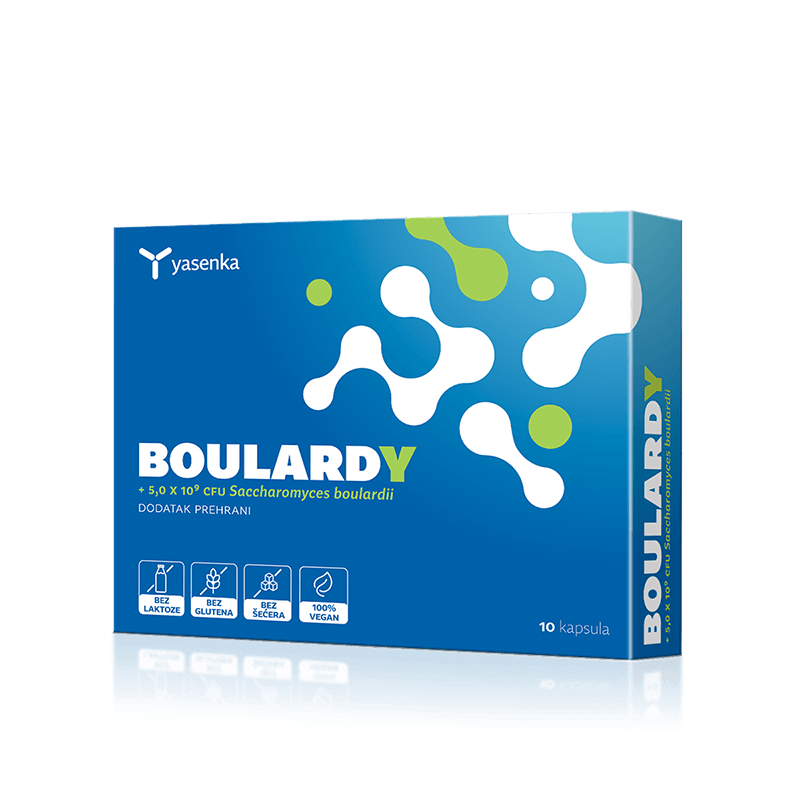 yasenka
BOULARDY
+ 5,0 X 10⁹ CFU Saccharomyces boulardii
DODATAK PREHRANI
BEZ
LAKTOZE
BEZ
GLUTENA
BEZ
ŠEĆERA
100%
VEGAN
10 kapsula
BOULARDY
+ 5,0 X 10⁹ CFU Saccharomyces boulardii